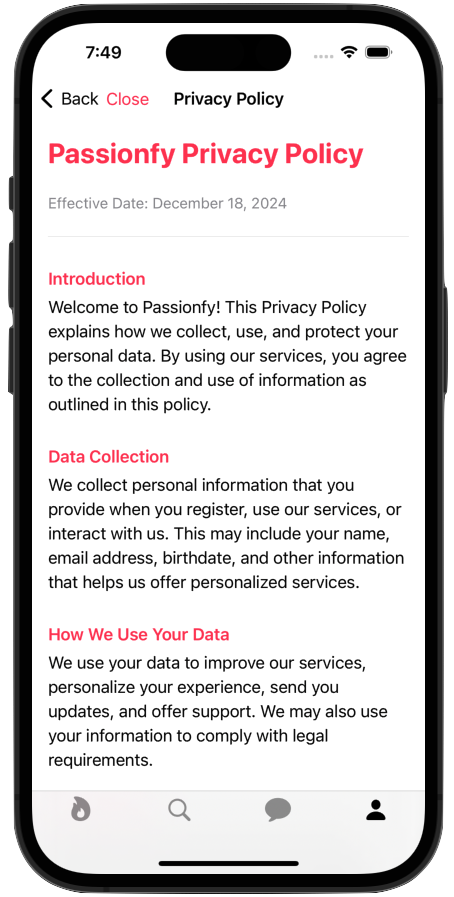 7:49
Back Close Privacy Policy
Passionfy Privacy Policy
Effective Date: December 18, 2024
Introduction
Welcome to Passionfy! This Privacy Policy
explains how we collect, use, and protect your
personal data. By using our services, you agree
to the collection and use of information as
outlined in this policy.
Data Collection
We collect personal information that you
provide when you register, use our services, or
interact with us. This may include your name,
email address, birthdate, and other information
that helps us offer personalized services.
How We Use Your Data
We use your data to improve our services,
personalize your experience, send you
updates, and offer support. We may also use
your information to comply with legal
requirements.